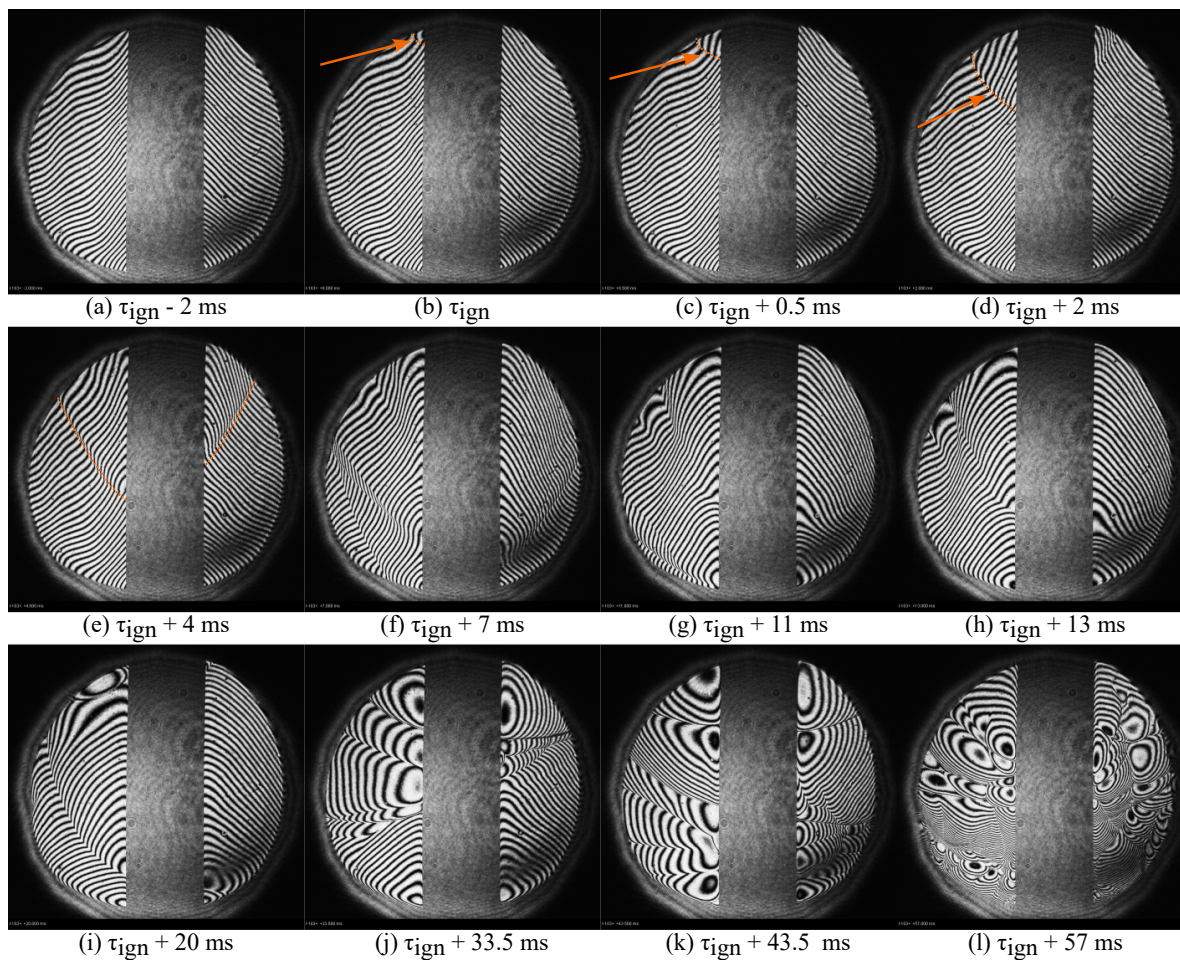 (a) τign - 2 ms
(b) τign
(c) τign + 0.5 ms
(d) τign + 2 ms
(e) τign + 4 ms
(f) τign + 7 ms
(g) τign + 11 ms
(h) τign + 13 ms
(i) τign + 20 ms
(j) τign + 33.5 ms
(k) τign + 43.5 ms
(l) τign + 57 ms